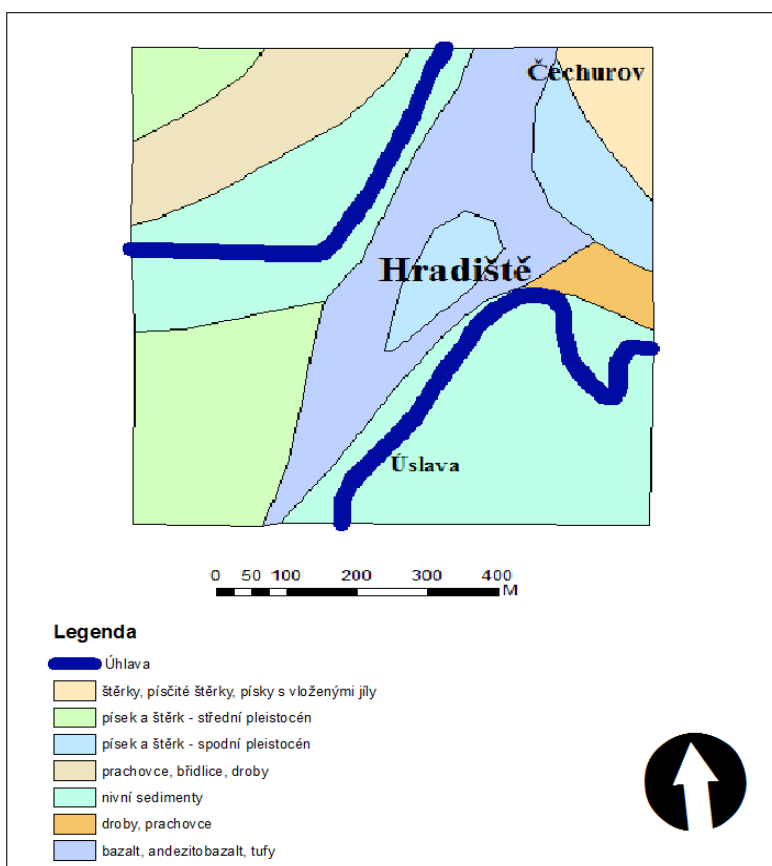 Čechurov
Hradiště
Úslava
0 50 100 200 300 400
M
Legenda
Úhlava
štěrky, písčité štěrky, písky s vloženými jíly
písek a štěrk - střední pleistocén
písek a štěrk - spodní pleistocén
prachovce, břidlice, droby
nivní sedimenty
droby, prachovce
bazalt, andezitobazalt, tufy